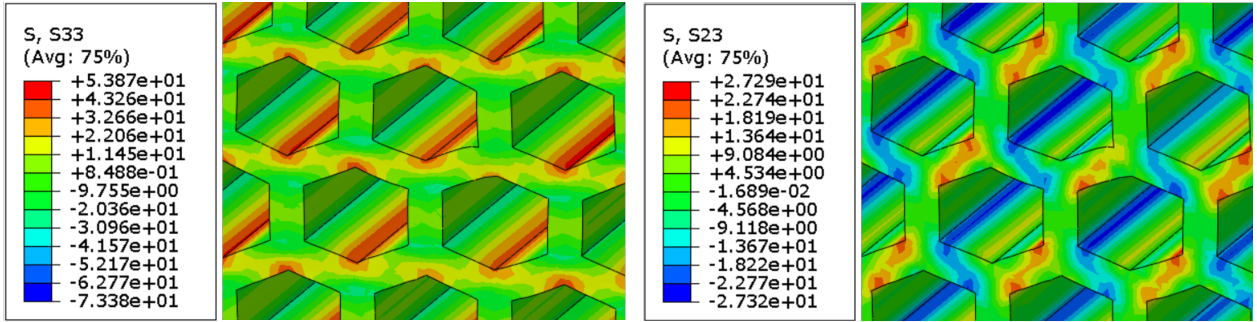 S, S33
(Avg: 75%)
+5.387e+01
+4.326e+01
+3.266e+01
+2.206e+01
+1.145e+01
+8.488e-01
-9.755e+00
-2.036e+01
-3.096e+01
-4.157e+01
-5.217e+01
-6.277e+01
-7.338e+01
S, S23
(Avg: 75%)
+2.729e+01
+2.274e+01
+1.819e+01
+1.364e+01
+9.084e+00
+4.534e+00
-1.689e-02
-4.568e+00
-9.118e+00
-1.367e+01
-1.822e+01
-2.277e+01
-2.732e+01